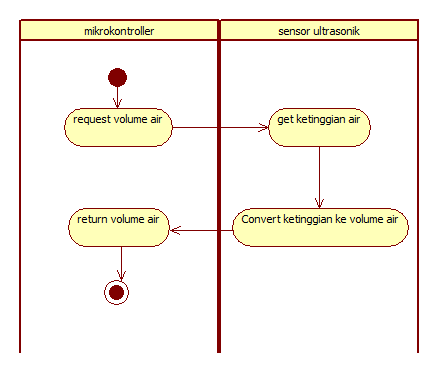 mikrokontroller
sensor ultrasonik
request volume air
get ketinggian air
return volume air
Convert ketinggian ke volume air